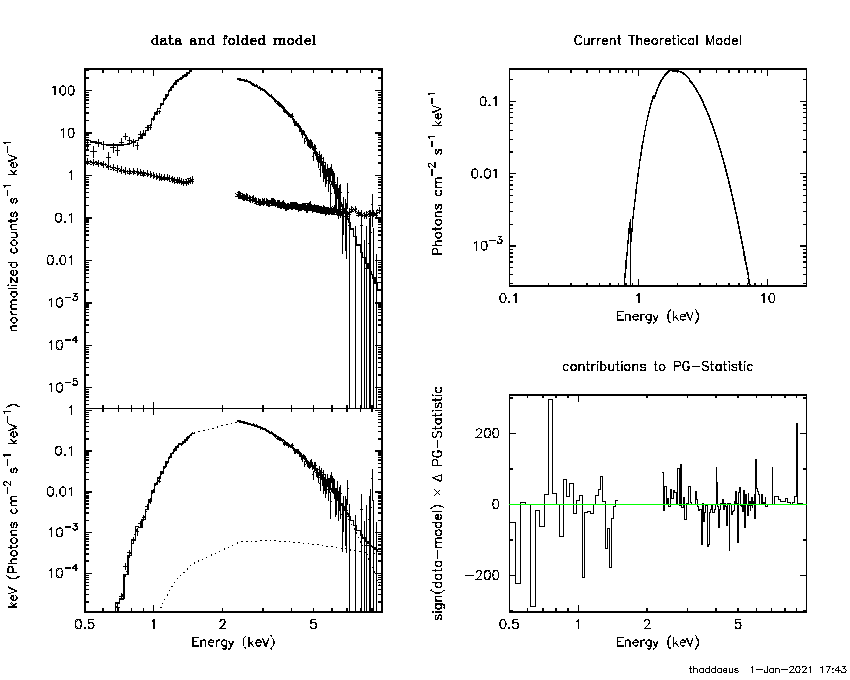 data and folded model
normalized counts s−1 keV−1
100
10
1
0.1
0.01
10−3
10−4
10−5
keV (Photons cm−2 s−1 keV−1)
1
0.1
0.01
10−3
10−4
0.5 1 2 5
Energy (keV)
Current Theoretical Model
Photons cm−2 s−1 keV−1
0.1
0.01
10−3
0.1 1 10
Energy (keV)
contributions to PG−Statistic
sign(data−model) × Δ PG−Statistic
200
0
−200
0.5 1 2 5
Energy (keV)
thaddaeus 1−Jan−2021 17:43